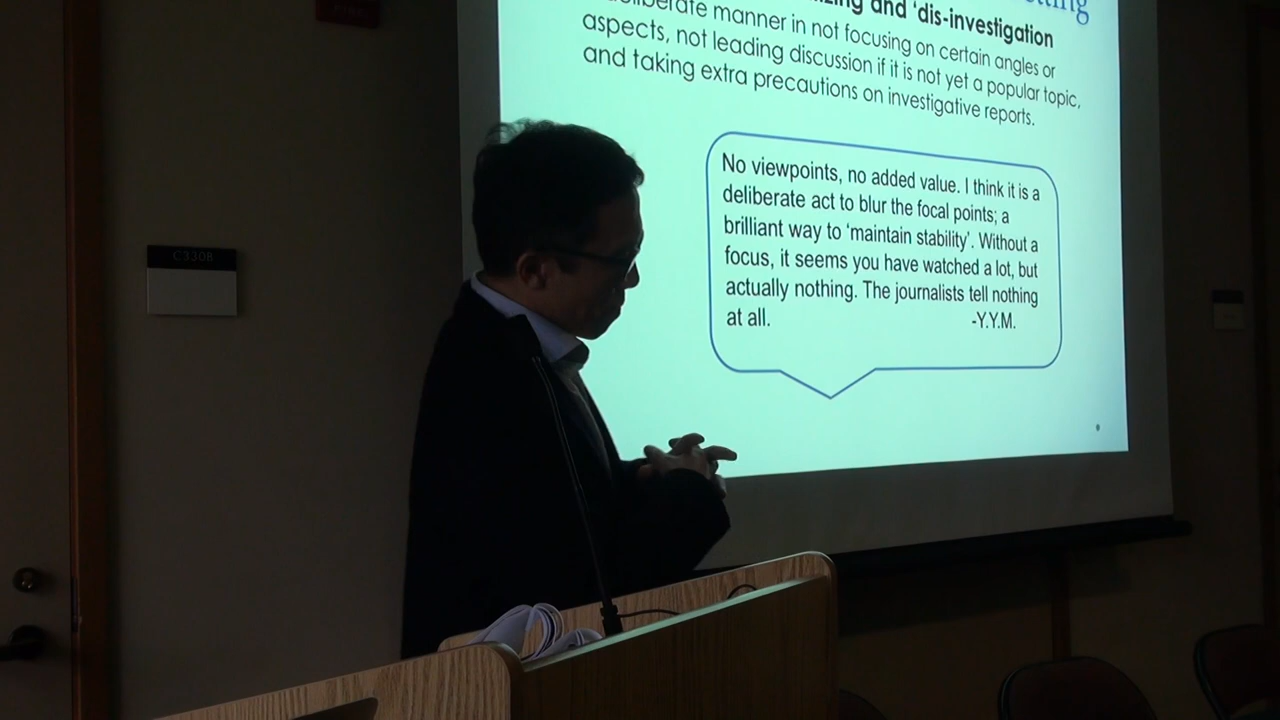 and 'dis-investigation
manner in not focusing on certain angles or
aspects, not leading discussion if it is not yet a popular topic,
and taking extra precautions on investigative reports.
No viewpoints, no added value. I think it is a
deliberate act to blur the focal points; a
brilliant way to 'maintain stability'. Without a
focus, it seems you have watched a lot, but
actually nothing. The journalists tell nothing
at all. -Y.Y.M.
C330B